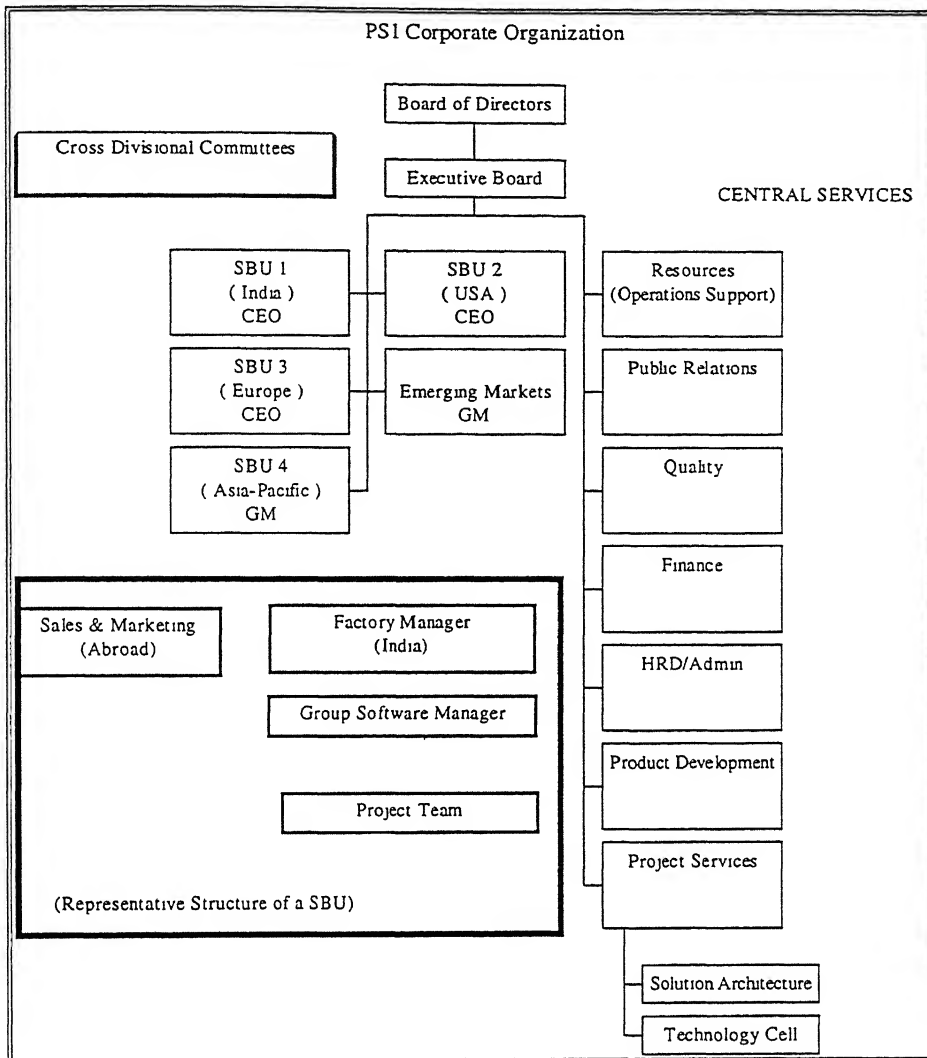 PS1 Corporate Organization
Board of Directors
Cross Divisional Committees
Executive Board
CENTRAL SERVICES
SBU 1
( India )
CEO
SBU 2
( USA )
CEO
Resources
(Operations Support)
SBU 3
( Europe )
CEO
Emerging Markets
GM
Public Relations
SBU 4
( Asia-Pacific )
GM
Quality
Finance
Sales & Marketing
(Abroad)
Factory Manager
(India)
HRD/Admin
Group Software Manager
Product Development
Project Team
Project Services
(Representative Structure of a SBU)
Solution Architecture
Technology Cell